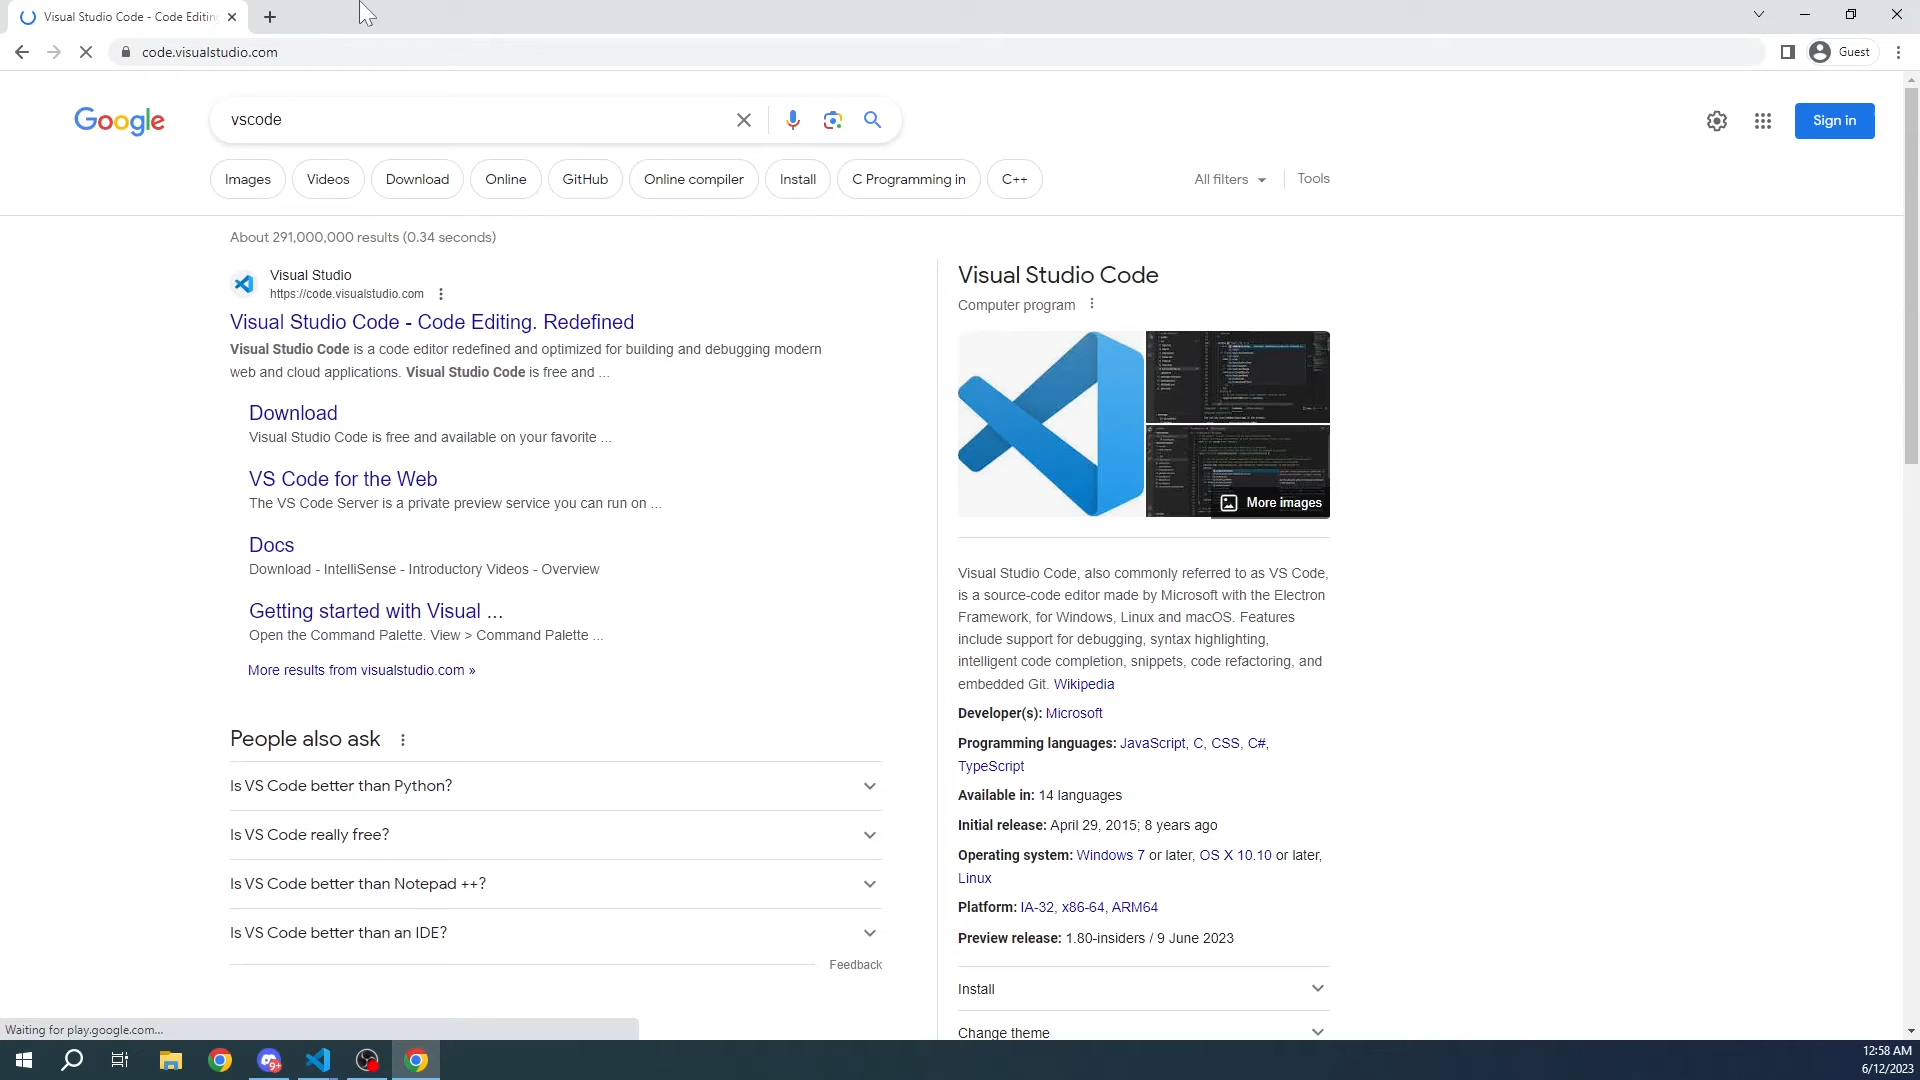 Visual Studio Code - Code Editin
code.visualstudio.com
Guest
Google
vscode
Sign in
Images
Videos
Download
Online
GitHub
Online compiler
Install
C Programming in
C++
All filters
Tools
About 291,000,000 results (0.34 seconds)
Visual Studio
https://code.visualstudio.com
Visual Studio Code - Code Editing. Redefined
Visual Studio Code is a code editor redefined and optimized for building and debugging modern
web and cloud applications. Visual Studio Code is free and ...
Download
Visual Studio Code is free and available on your favorite ...
VS Code for the Web
The VS Code Server is a private preview service you can run on ...
Docs
Download - IntelliSense - Introductory Videos - Overview
Getting started with Visual ...
Open the Command Palette. View > Command Palette ...
More results from visualstudio.com »
People also ask
Is VS Code better than Python?
Is VS Code really free?
Is VS Code better than Notepad ++?
Is VS Code better than an IDE?
Feedback
Visual Studio Code
Computer program
More images
Visual Studio Code, also commonly referred to as VS Code,
is a source-code editor made by Microsoft with the Electron
Framework, for Windows, Linux and macOS. Features
include support for debugging, syntax highlighting,
intelligent code completion, snippets, code refactoring, and
embedded Git. Wikipedia
Developer(s): Microsoft
Programming languages: JavaScript, C, CSS, C#,
TypeScript
Available in: 14 languages
Initial release: April 29, 2015; 8 years ago
Operating system: Windows 7 or later, OS X 10.10 or later,
Linux
Platform: IA-32, x86-64, ARM64
Preview release: 1.80-insiders / 9 June 2023
Install
Change theme
Waiting for play.google.com...
9+
12:58 AM
6/12/2023